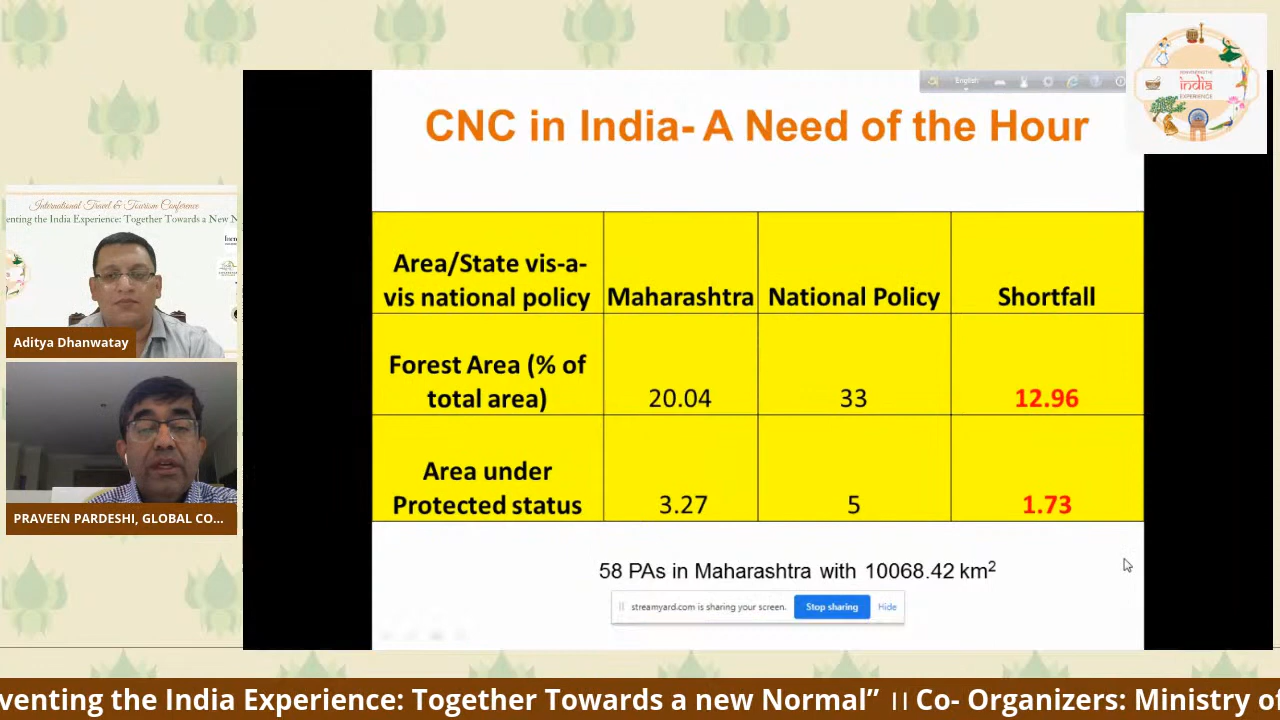 English
CNC in India- A Need of the Hour
india
EXPERIENCE
International Travel & Tourism Conference
enting the India Experience: Together Towards a New N
Aditya Dhanwatay
PRAVEEN PARDESHI, GLOBAL CO...
Area/State vis-a-
vis national policy
Maharashtra
National Policy
Shortfall
Forest Area (% of
total area)
20.04
33
12.96
Area under
Protected status
3.27
5
1.73
58 PAs in Maharashtra with 10068.42 km²
streamyard.com is sharing your screen.
Stop sharing
Hide
venting the India Experience: Together Towards a new Normal” || Co- Organizers: Ministry of